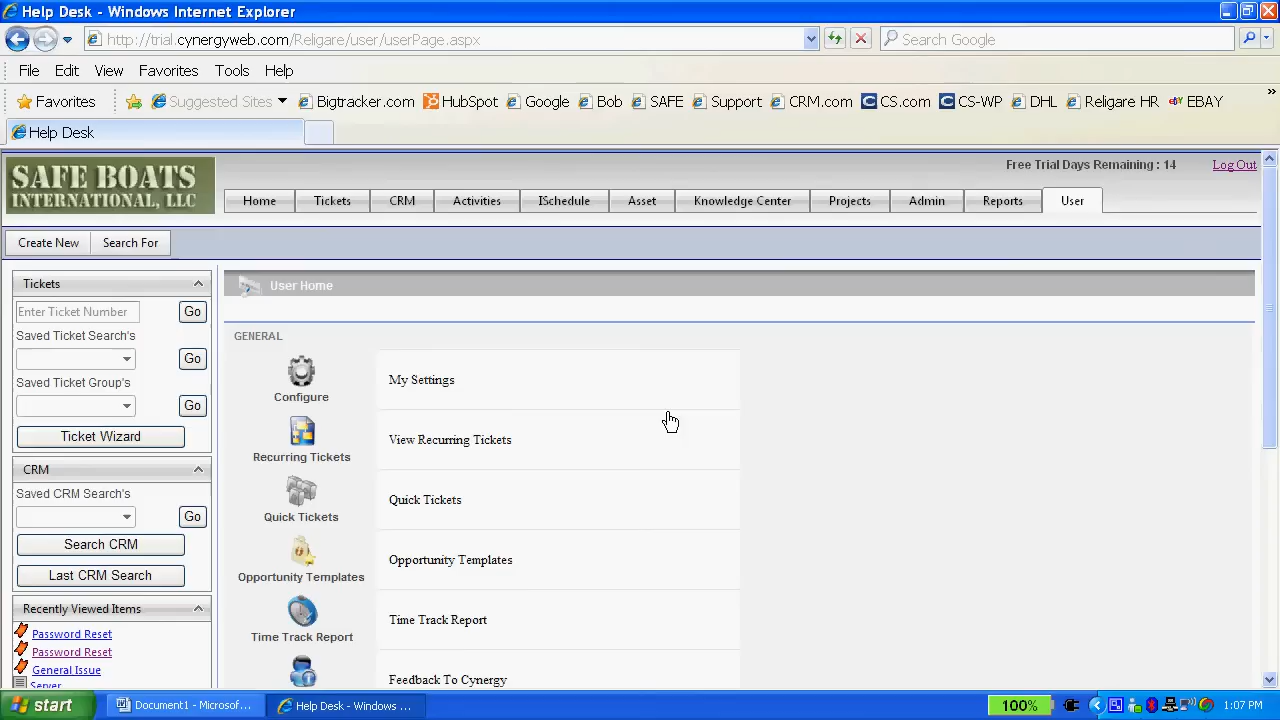 Help Desk - Windows Internet Explorer
http://trial.cynergyweb.com/Religare/user/userPage.aspx
Search Google
File Edit View Favorites Tools Help
Favorites Suggested Sites Bigtracker.com HubSpot Google Bob SAFE Support CRM.com CS.com CS-WP DHL Religare HR EBAY »
Help Desk
SAFE BOATS
INTERNATIONAL, LLC
Free Trial Days Remaining : 14 Log Out
Home Tickets CRM Activities ISchedule Asset Knowledge Center Projects Admin Reports User
Create New Search For
Tickets
Enter Ticket Number Go
Saved Ticket Search's
Go
Saved Ticket Group's
Go
Ticket Wizard
CRM
Saved CRM Search's
Go
Search CRM
Last CRM Search
Recently Viewed Items
Password Reset
Password Reset
General Issue
Server
User Home
GENERAL
Configure
My Settings
Recurring Tickets
View Recurring Tickets
Quick Tickets
Quick Tickets
Opportunity Templates
Opportunity Templates
Time Track Report
Time Track Report
Feedback To Cynergy
start Document1 - Microsof... Help Desk - Windows ... 100% 1:07 PM